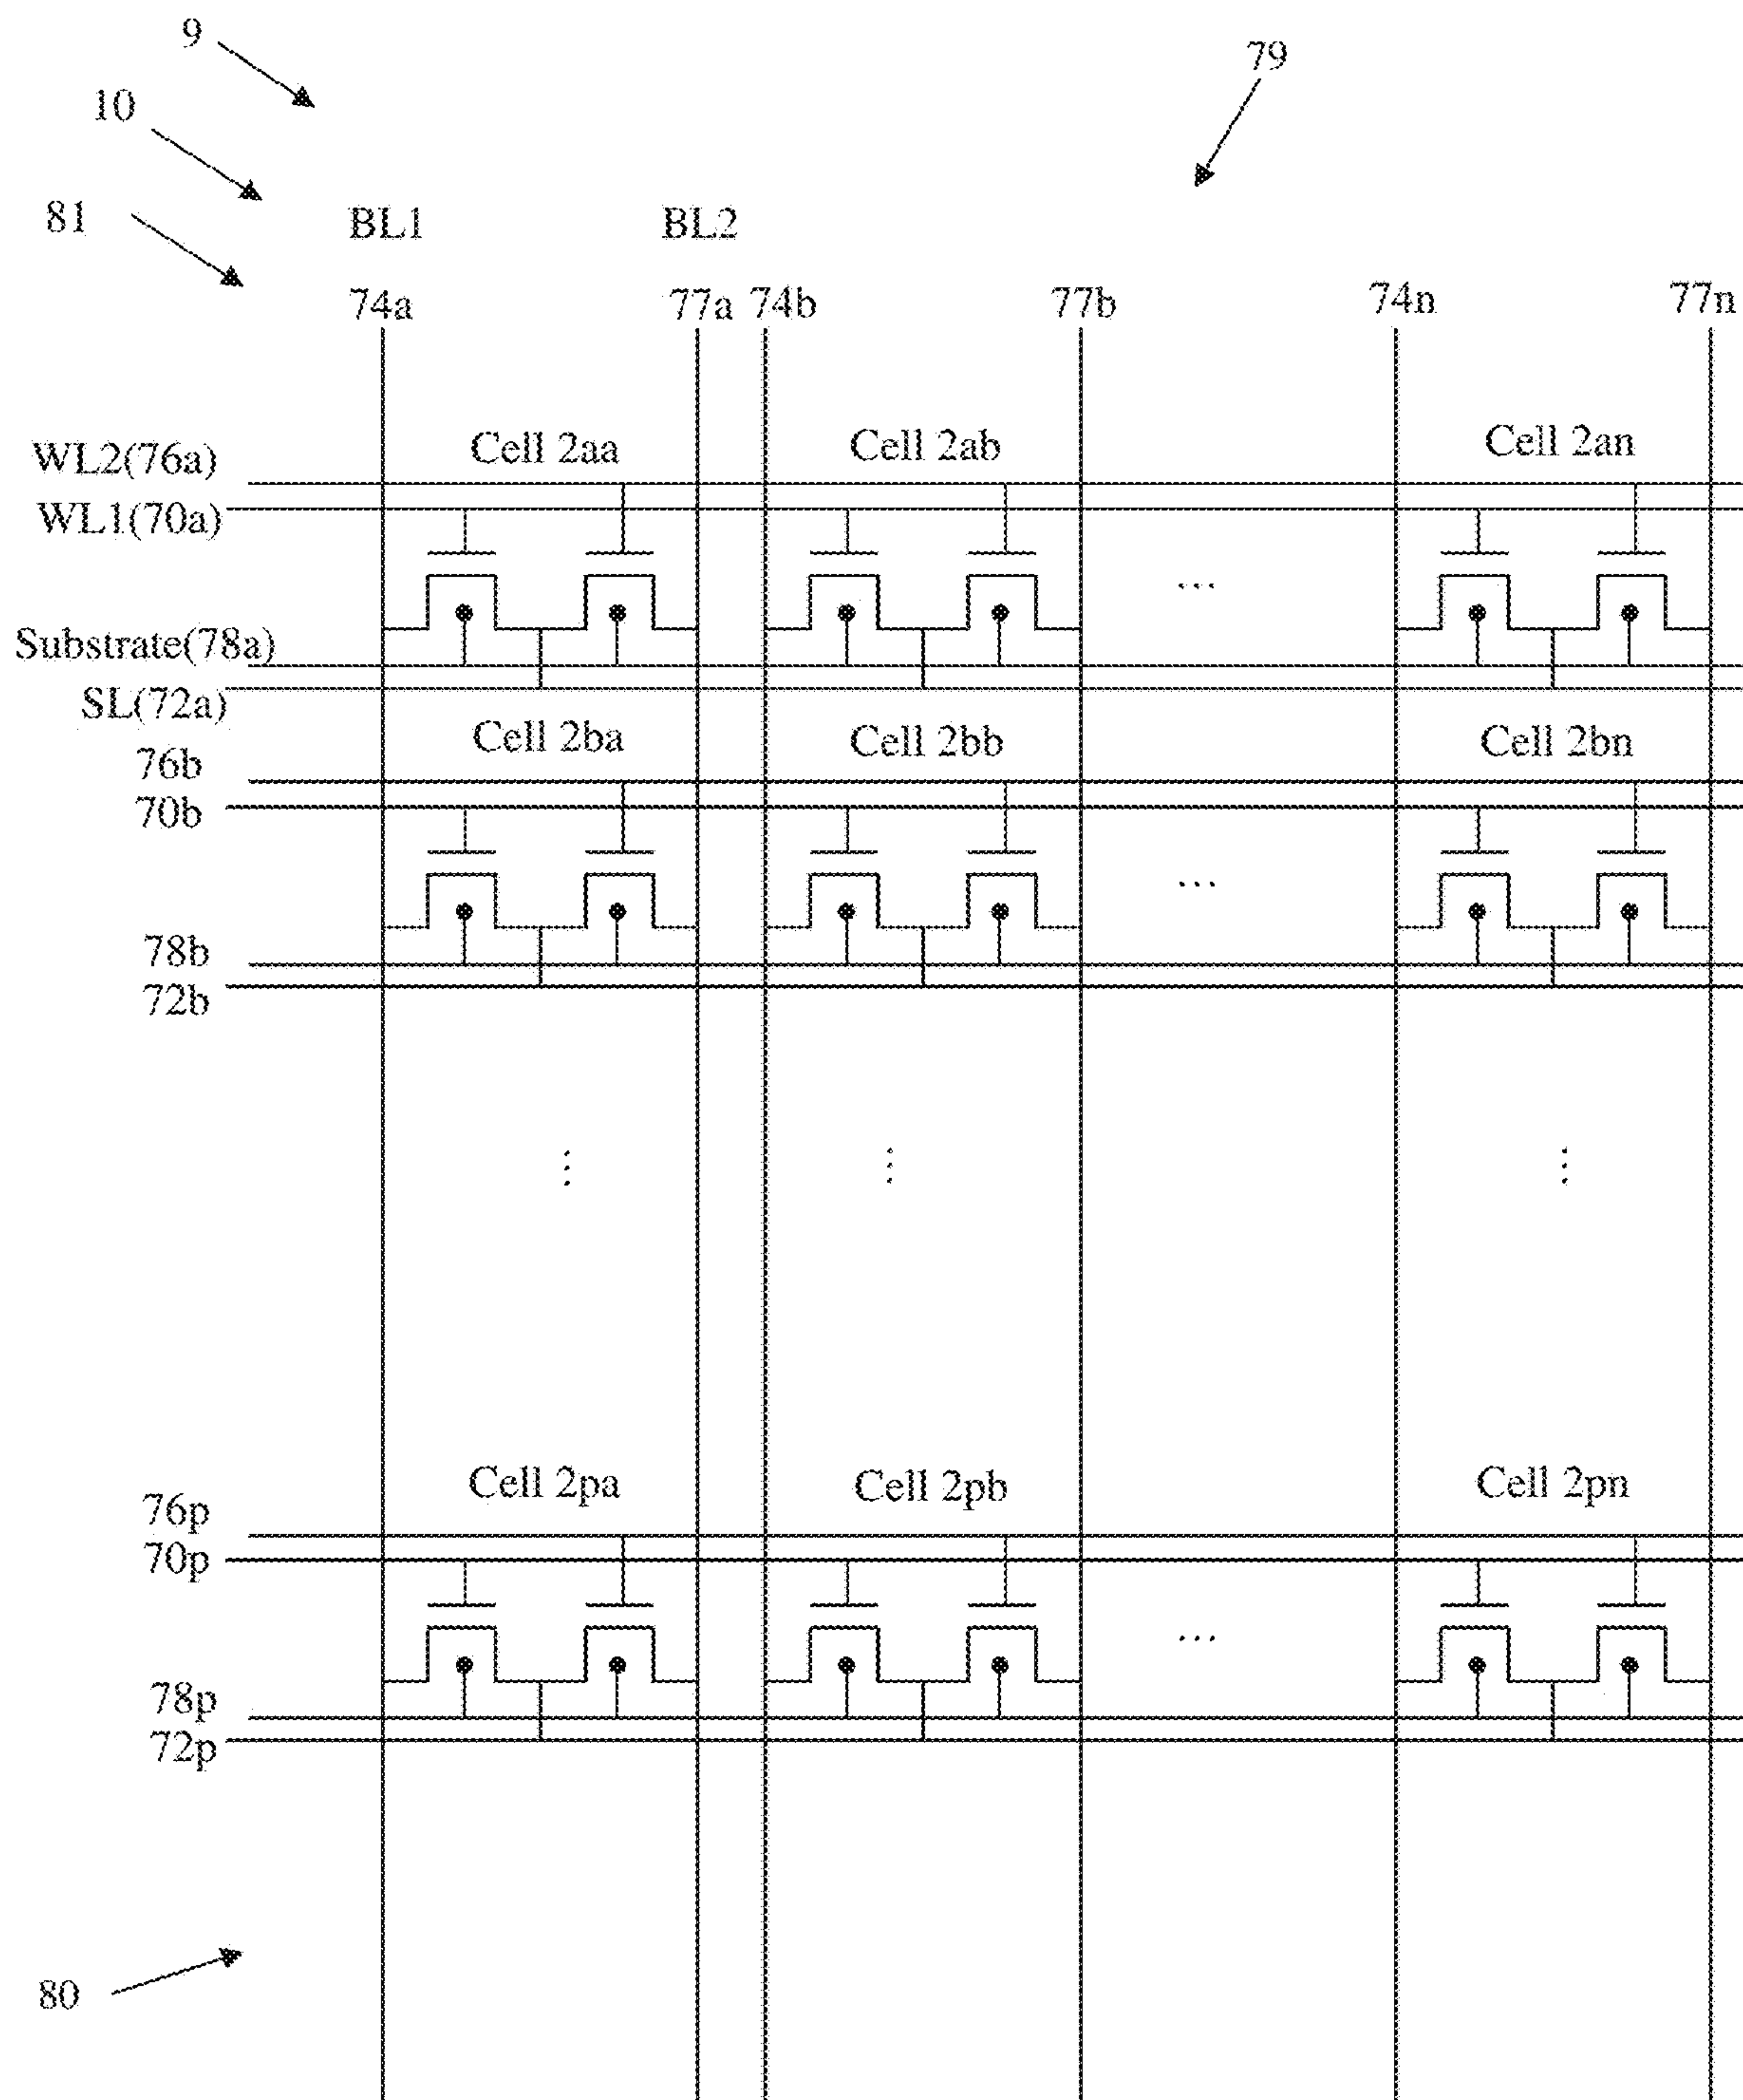 9
79
10
81
BL1 BL2
74a 77a 74b 77b 74n 77n
Cell 2aa Cell 2ab Cell 2an
WL2(76a)
WL1(70a)
...
Substrate(78a)
SL(72a)
Cell 2ba Cell 2bb Cell 2bn
76b
70b
...
78b
72b
Cell 2pa Cell 2pb Cell 2pn
76p
70p
...
78p
72p
80